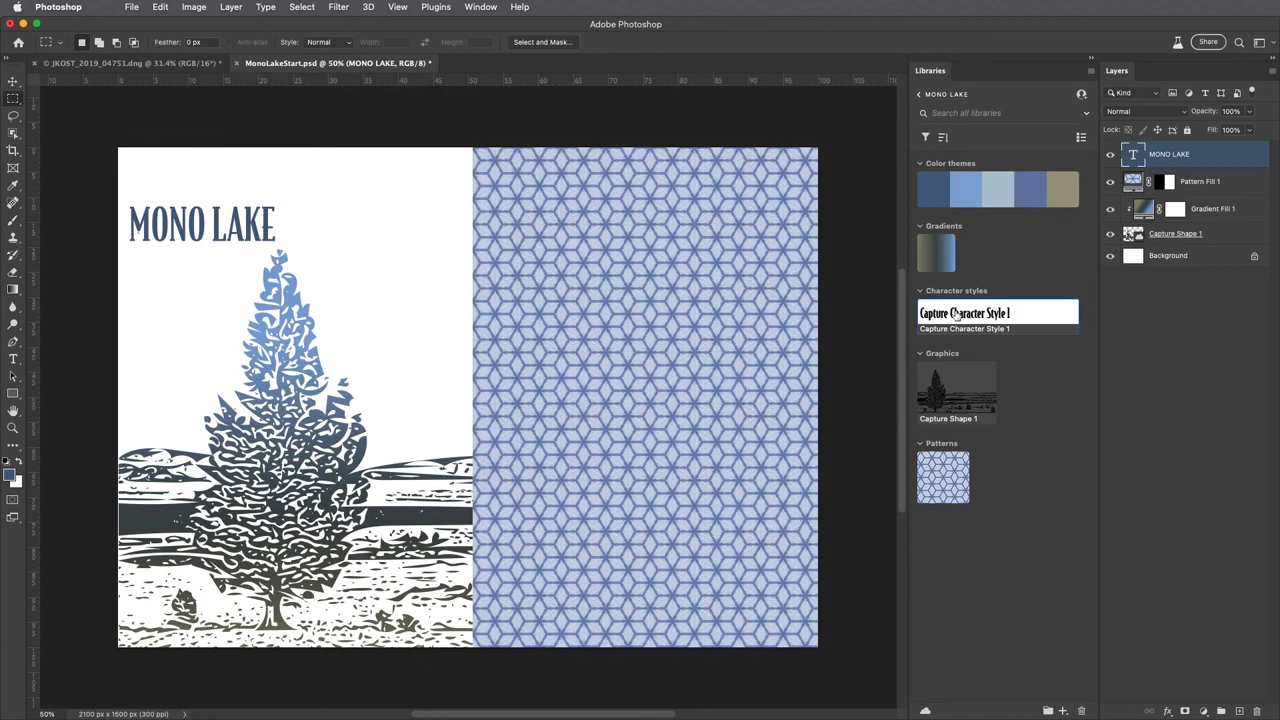 Photoshop File Edit Image Layer Type Select Filter 3D View Plugins Window Help
Adobe Photoshop
Feather: 0 px Anti-alias Style: Normal Width: Height: Select and Mask... Share
© JKOST_2019_04751.dng @ 31.4% (RGB/16*) * MonoLakeStart.psd @ 50% (MONO LAKE, RGB/8) *
Libraries
MONO LAKE
Search all libraries
Color themes
Gradients
Character styles
Capture Character Style 1
Capture Character Style 1
Graphics
Capture Shape 1
Patterns
Layers
Kind
Normal Opacity: 100%
Lock: Fill: 100%
MONO LAKE
Pattern Fill 1
Gradient Fill 1
Capture Shape 1
Background
MONO LAKE
50% 2100 px x 1500 px (300 ppi)